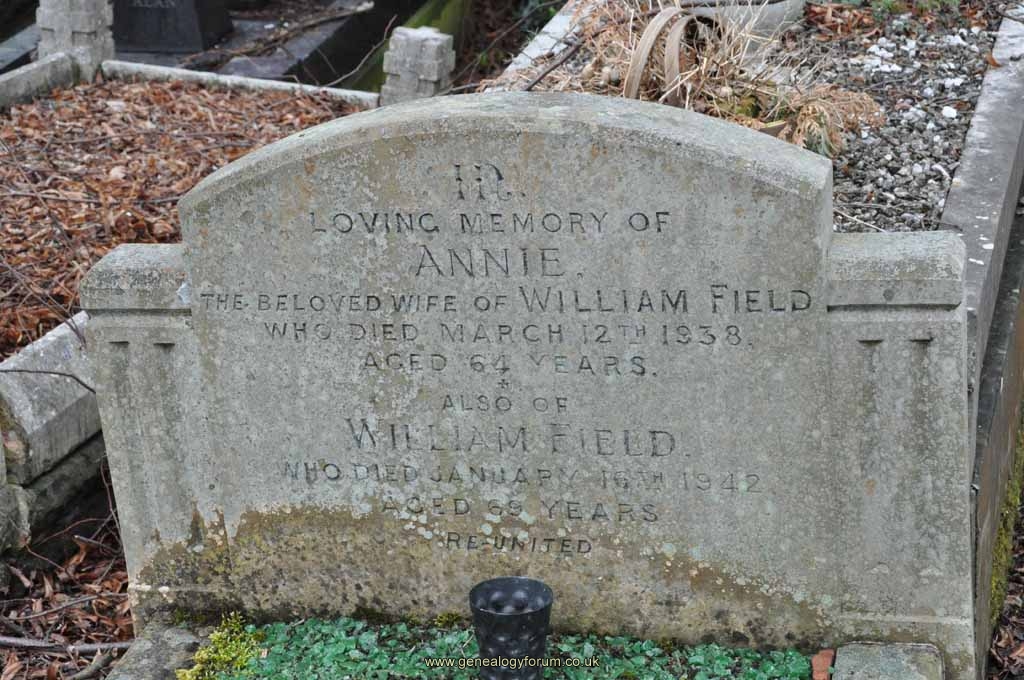 ALAN
IN
LOVING MEMORY OF
ANNIE,
THE BELOVED WIFE OF WILLIAM FIELD
WHO DIED MARCH 12TH 1938,
AGED 64 YEARS.
ALSO OF
WILLIAM FIELD.
WHO DIED JANUARY 16TH 1942
AGED 69 YEARS
RE-UNITED
www.genealogyforum.co.uk